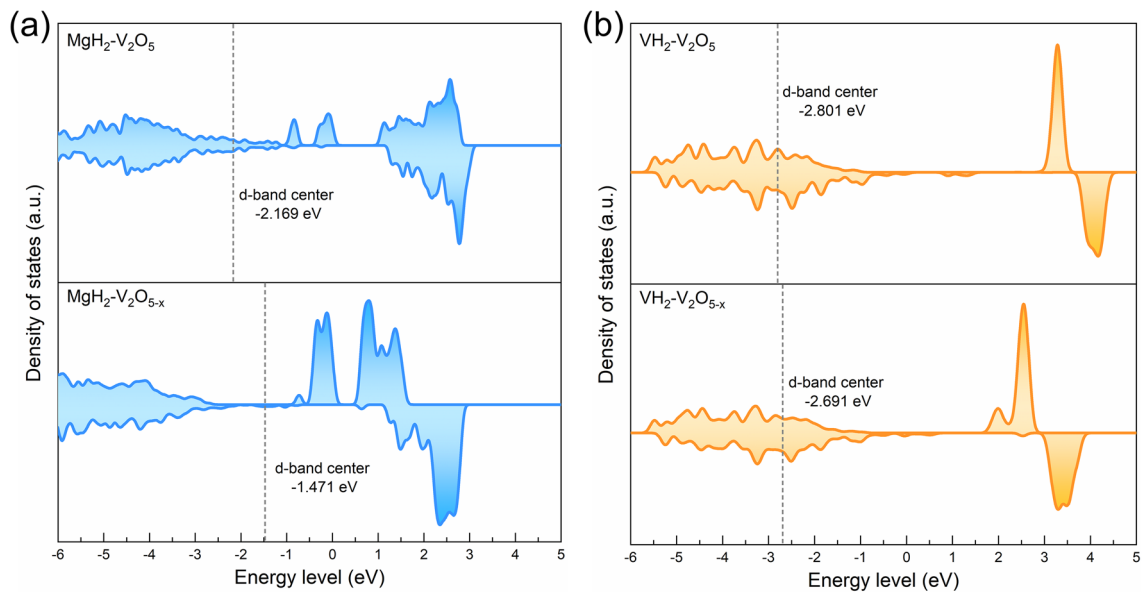 (a)
MgH₂-V₂O₅
d-band center
-2.169 eV
MgH₂-V₂O₅₋ₓ
d-band center
-1.471 eV
Density of states (a.u.)
-6 -5 -4 -3 -2 -1 0 1 2 3 4 5
Energy level (eV)
(b)
VH₂-V₂O₅
d-band center
-2.801 eV
VH₂-V₂O₅₋ₓ
d-band center
-2.691 eV
Density of states (a.u.)
-6 -5 -4 -3 -2 -1 0 1 2 3 4 5
Energy level (eV)